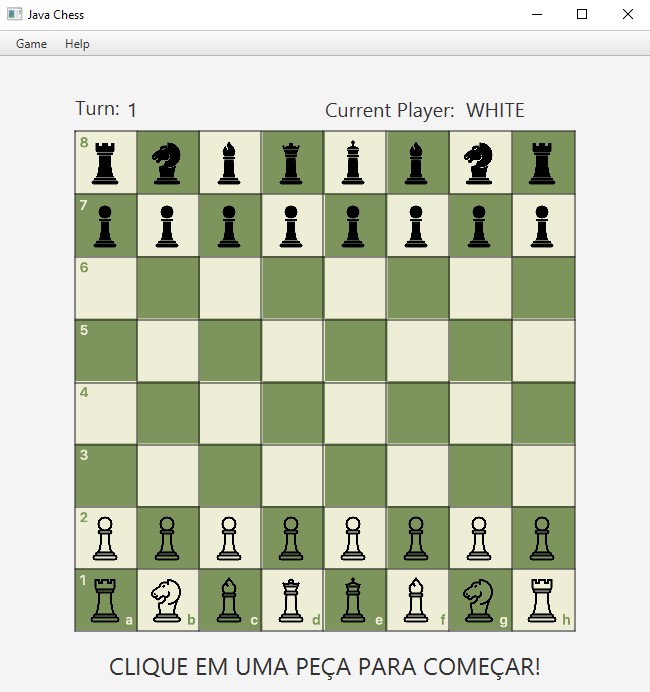 Java Chess
Game Help
Turn: 1 Current Player: WHITE
8
7
6
5
4
3
2
1
a b c d e f g h
CLIQUE EM UMA PEÇA PARA COMEÇAR!